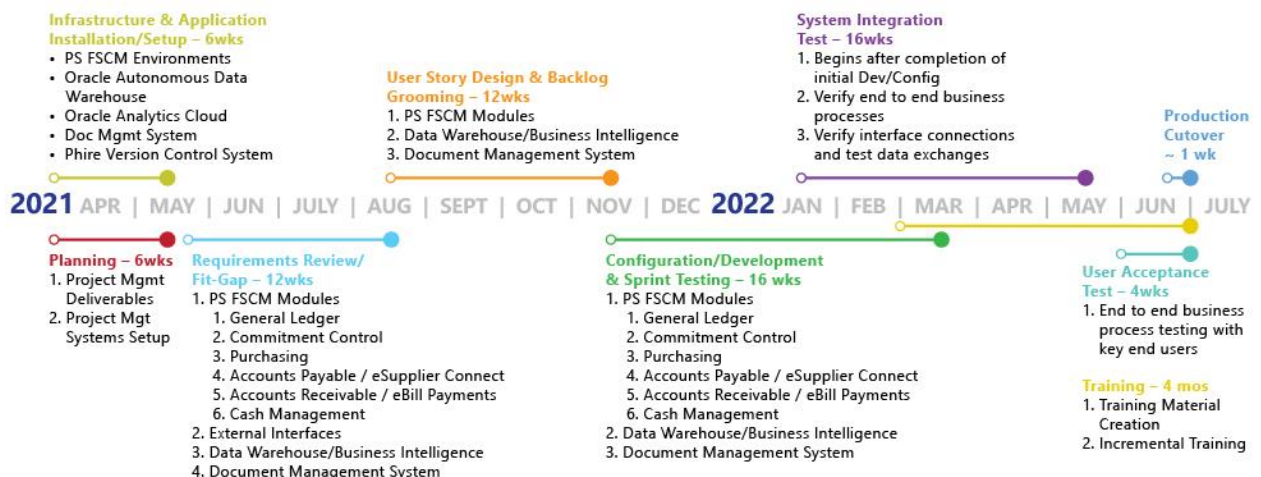 Infrastructure & Application
Installation/Setup – 6wks
• PS FSCM Environments
• Oracle Autonomous Data
Warehouse
• Oracle Analytics Cloud
• Doc Mgmt System
• Phire Version Control System
User Story Design & Backlog
Grooming – 12wks
1. PS FSCM Modules
2. Data Warehouse/Business Intelligence
3. Document Management System
System Integration
Test – 16wks
1. Begins after completion of
initial Dev/Config
2. Verify end to end business
processes
3. Verify interface connections
and test data exchanges
Production
Cutover
~ 1 wk
2021 APR | MAY | JUN | JULY | AUG | SEPT | OCT | NOV | DEC 2022 JAN | FEB | MAR | APR | MAY | JUN | JULY
Planning – 6wks
1. Project Mgmt
Deliverables
2. Project Mgt
Systems Setup
Requirements Review/
Fit-Gap – 12wks
1. PS FSCM Modules
1. General Ledger
2. Commitment Control
3. Purchasing
4. Accounts Payable / eSupplier Connect
5. Accounts Receivable / eBill Payments
6. Cash Management
2. External Interfaces
3. Data Warehouse/Business Intelligence
4. Document Management System
Configuration/Development
& Sprint Testing – 16 wks
1. PS FSCM Modules
1. General Ledger
2. Commitment Control
3. Purchasing
4. Accounts Payable / eSupplier Connect
5. Accounts Receivable / eBill Payments
6. Cash Management
2. Data Warehouse/Business Intelligence
3. Document Management System
User Acceptance
Test – 4wks
1. End to end business
process testing with
key end users
Training – 4 mos
1. Training Material
Creation
2. Incremental Training